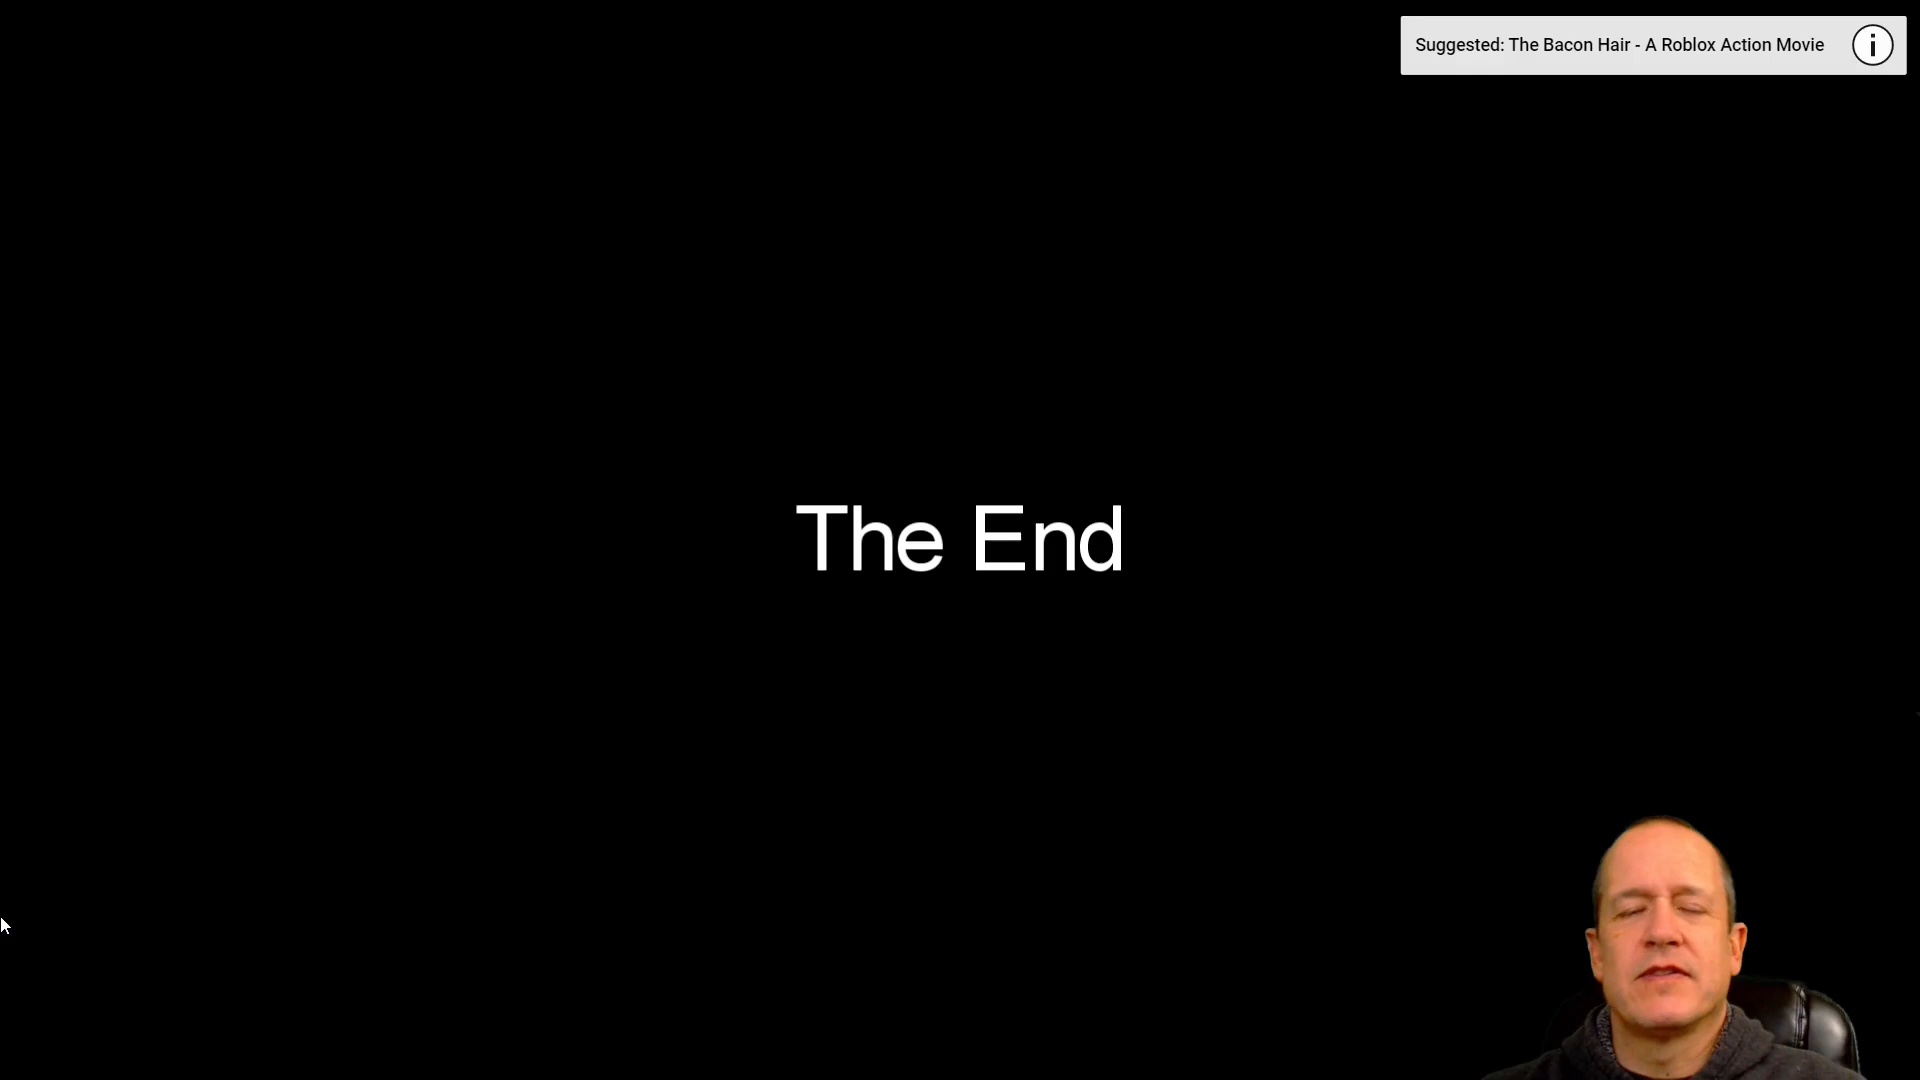 Suggested: The Bacon Hair - A Roblox Action Movie
The End